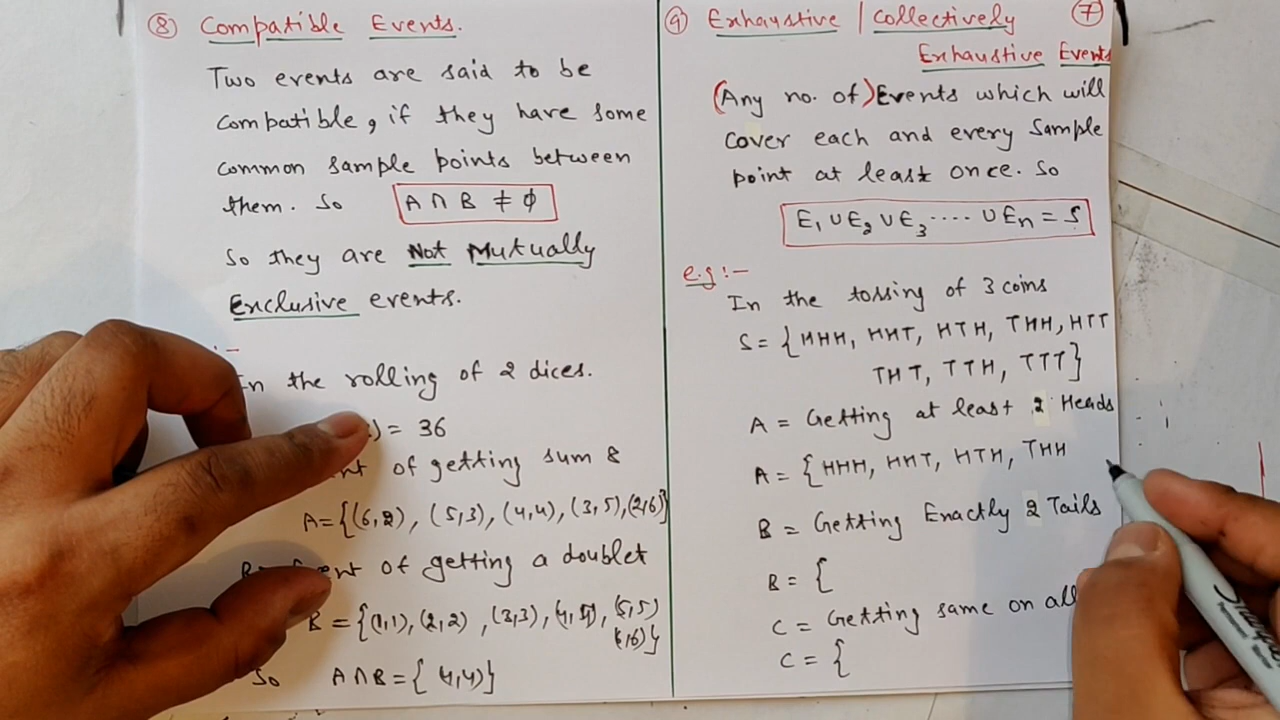 ⑧ Compatible Events.
Two events are said to be
compatible, if they have some
common sample points between
them. So A ∩ B ≠ ϕ
So they are Not Mutually
Exclusive events.
:-
In the rolling of 2 dices.
) = 36
of getting sum 8
A = {(6,2), (5,3), (4,4), (3,5), (2,6)}
of getting a doublet
B = {(1,1), (2,2), (3,3), (4,4), (5,5)
6,6)}
So A ∩ B = { 4,4)}
⑨ Exhaustive / Collectively ⑦
Exhaustive Events
(Any no. of) Events which will
cover each and every sample
point at least once. So
E₁ ∪ E₂ ∪ E₃ ..... ∪ Eₙ = S
e.g :-
In the tossing of 3 coins
S = {HHH, HHT, HTH, THH, HTT
THT, TTH, TTT}
A = Getting at least 2 Heads
A = {HHH, HHT, HTH, THH
B = Getting Exactly 2 Tails
B = {
C = Getting same on all
C = {